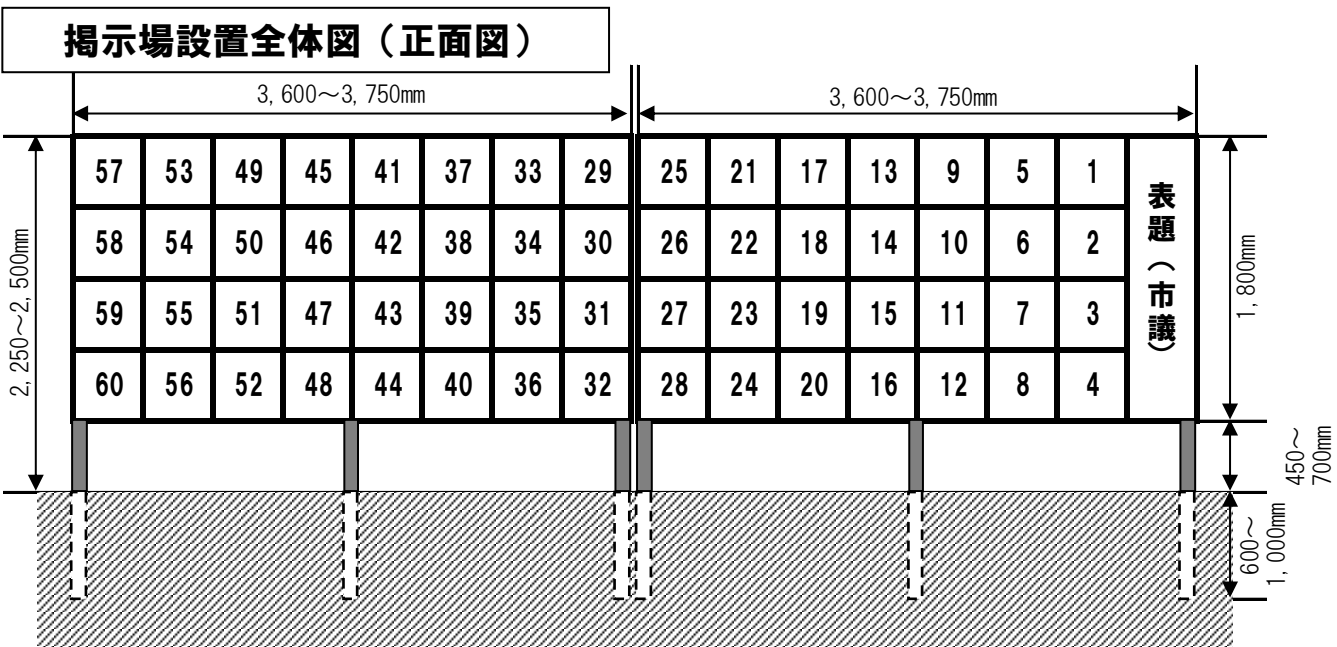 掲示場設置全体図（正面図）
3,600～3,750mm
3,600～3,750mm
57 53 49 45 41 37 33 29 25 21 17 13 9 5 1
58 54 50 46 42 38 34 30 26 22 18 14 10 6 2
59 55 51 47 43 39 35 31 27 23 19 15 11 7 3
60 56 52 48 44 40 36 32 28 24 20 16 12 8 4
表題（市議）
2,250～2,500mm
1,800mm
450～
700mm
600～
1,000mm